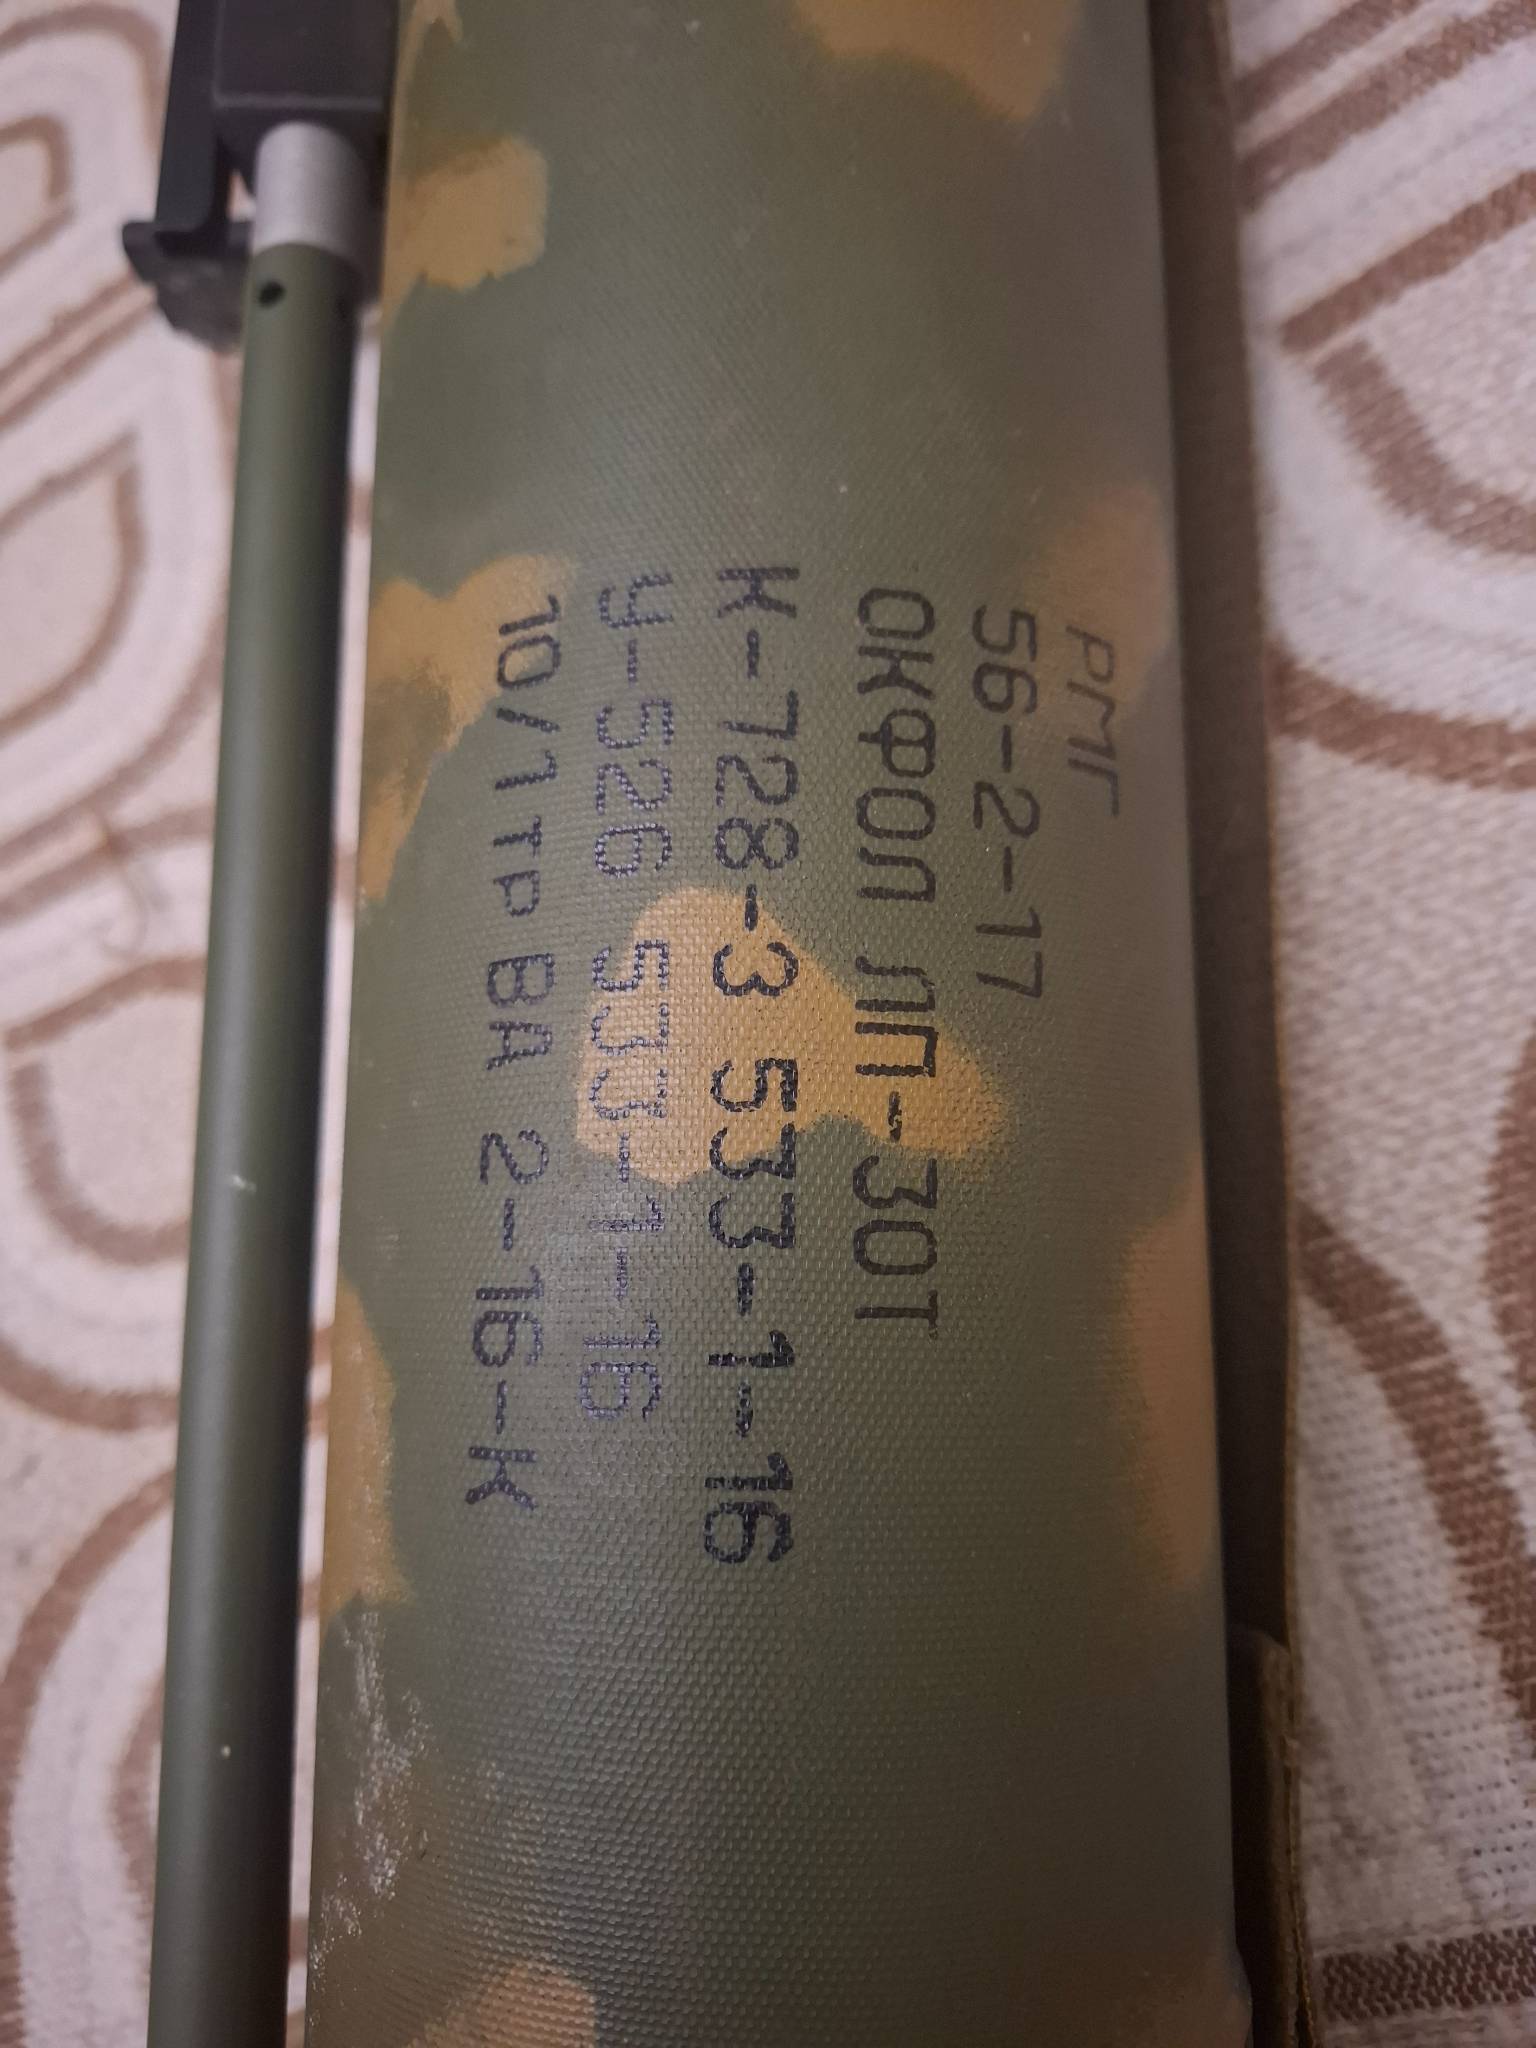 РМГ
56-2-17
ОКФОЛ ЛП-30Т
К-728-3 533-1-16
У-526 533-1-16
10/1ТР ВА 2-16-К